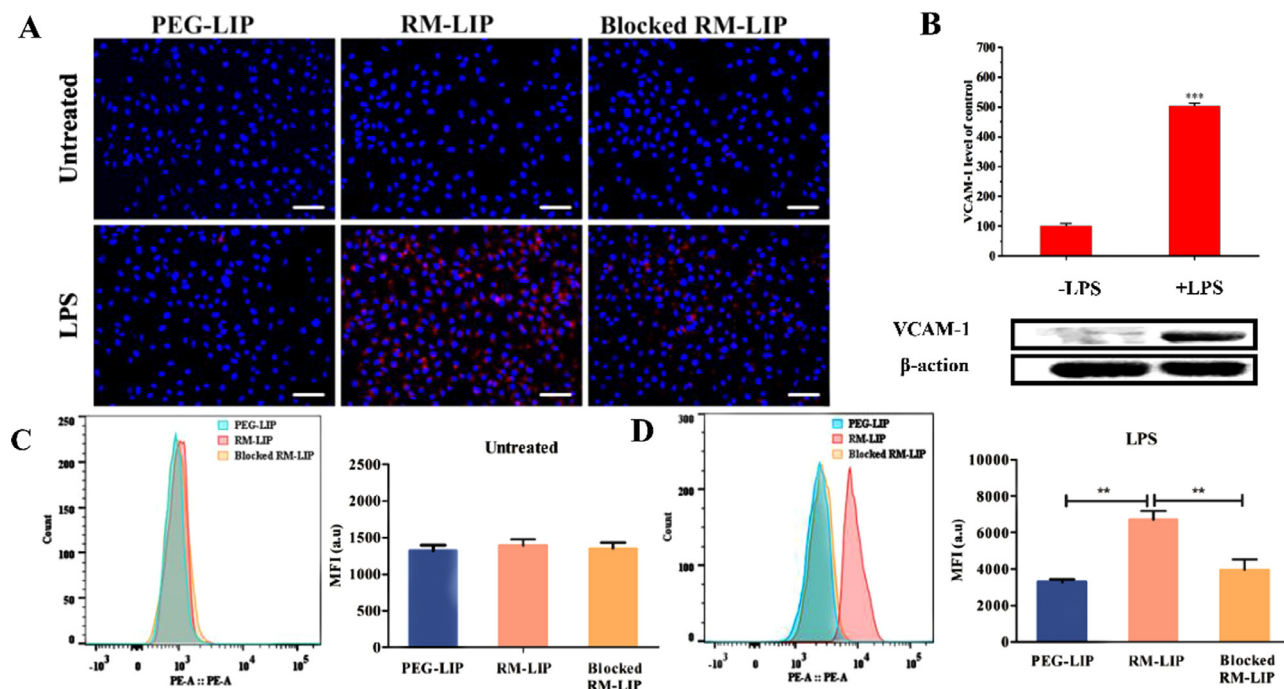 A
PEG-LIP
RM-LIP
Blocked RM-LIP
Untreated
LPS
B
VCAM-1 level of control
700
600
500
400
300
200
100
0
***
-LPS
+LPS
VCAM-1
β-action
C
Count
250
200
150
100
50
0
PEG-LIP
RM-LIP
Blocked RM-LIP
-10³
0
10³
10⁴
10⁵
PE-A :: PE-A
Untreated
MFI (a.u)
2500
2000
1500
1000
500
0
PEG-LIP
RM-LIP
Blocked
RM-LIP
D
Count
300
200
100
0
PEG-LIP
RM-LIP
Blocked RM-LIP
-10³
0
10³
10⁴
10⁵
PE-A :: PE-A
LPS
MFI (a.u)
10000
8000
6000
4000
2000
0
**
**
PEG-LIP
RM-LIP
Blocked
RM-LIP